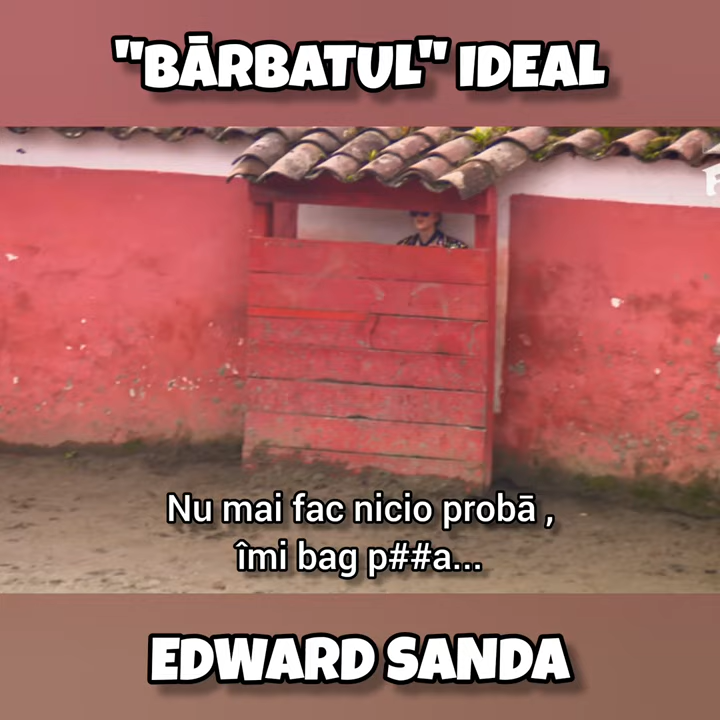 "BĀRBATUL" IDEAL
F
Nu mai fac nicio probā ,
îmi bag p##a...
EDWARD SANDA